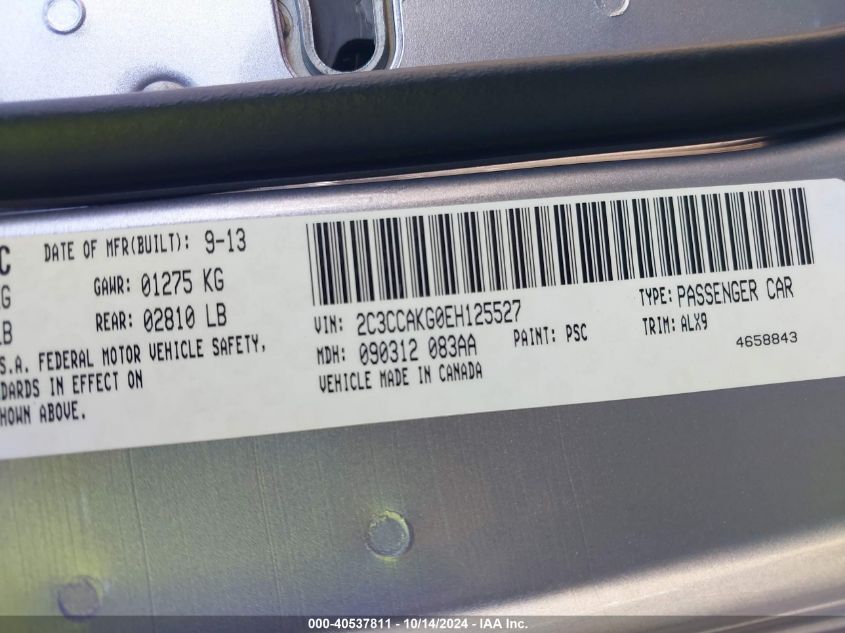 C DATE OF MFR(BUILT): 9-13
G GAWR: 01275 KG
LB REAR: 02810 LB
S.A. FEDERAL MOTOR VEHICLE SAFETY,
DARDS IN EFFECT ON
HOWN ABOVE.
VIN: 2C3CCAKG0EH125527 TYPE: PASSENGER CAR
MDH: 090312 083AA PAINT: PSC TRIM: ALX9
VEHICLE MADE IN CANADA 4658843
000-40537811 - 10/14/2024 - IAA Inc.